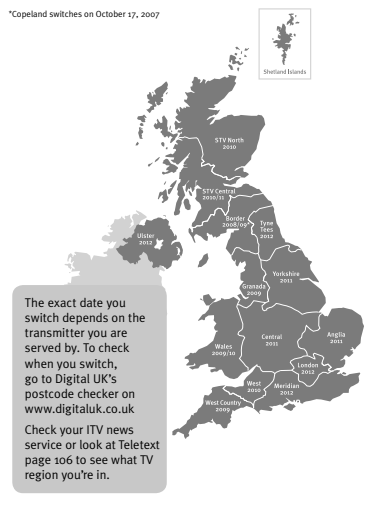 *Copeland switches on October 17, 2007
Shetland Islands
STV North
2010
STV Central
2010/11
Border
2008/09*
Tyne
Tees
2012
Ulster
2012
Yorkshire
2011
Granada
2009
Central
2011
Anglia
2011
Wales
2009/10
London
2012
West
2010
Meridian
2012
West Country
2009
The exact date you
switch depends on the
transmitter you are
served by. To check
when you switch,
go to Digital UK's
postcode checker on
www.digitaluk.co.uk
Check your ITV news
service or look at Teletext
page 106 to see what TV
region you're in.